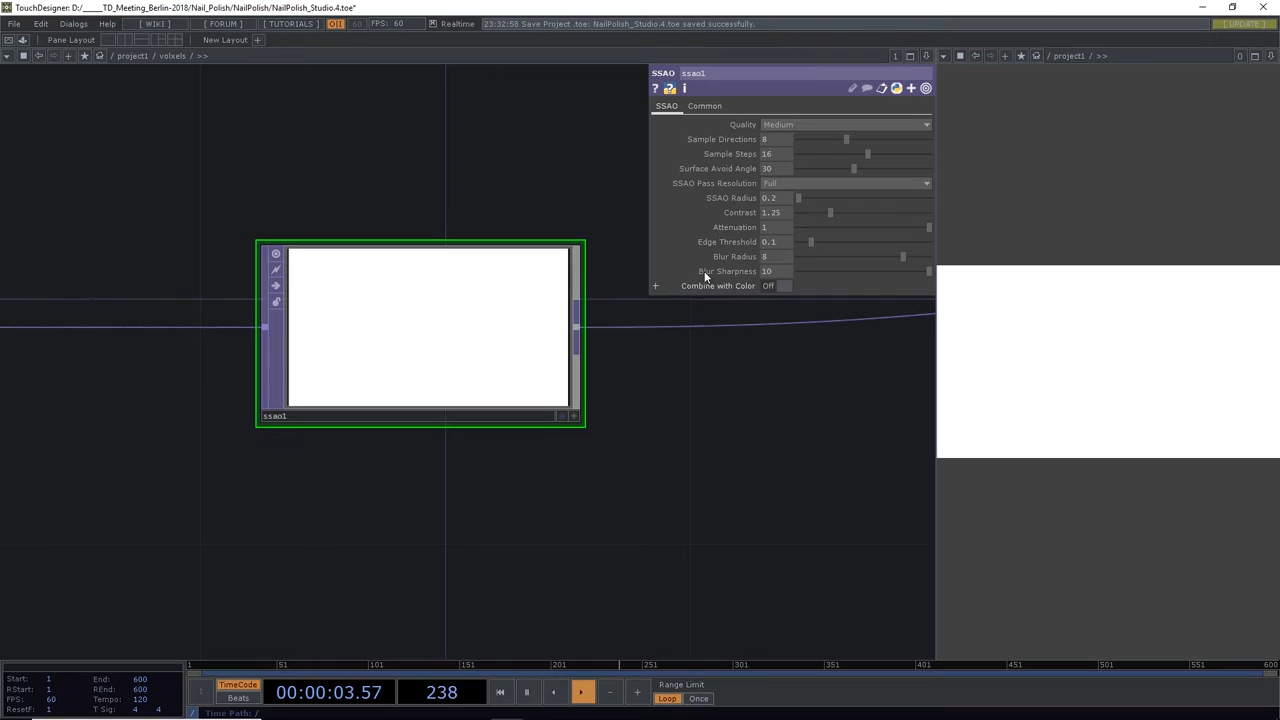 TouchDesigner: D:/_____TD_Meeting_Berlin-2018/Nail_Polish/NailPolish/NailPolish_Studio.4.toe*
File Edit Dialogs Help [ WIKI ] [ FORUM ] [ TUTORIALS ] O|I 60 FPS: 60 Realtime 23:32:58 Save Project .toe: NailPolish_Studio.4.toe saved successfully. [ UPDATE ]
Pane Layout New Layout +
/ project1 / volxels / >> 1 / project1 / >> 0
SSAO ssao1
? ? i
SSAO Common
Quality Medium
Sample Directions 8
Sample Steps 16
Surface Avoid Angle 30
SSAO Pass Resolution Full
SSAO Radius 0.2
Contrast 1.25
Attenuation 1
Edge Threshold 0.1
Blur Radius 8
Blur Sharpness 10
+ Combine with Color Off
ssao1
1 51 101 151 201 251 301 351 451 501 551 600
Start: 1 End: 600
RStart: 1 REnd: 600
FPS: 60 Tempo: 120
ResetF: 1 T Sig: 4 4
TimeCode
Beats
00:00:03.57
238
- +
Range Limit
Loop Once
/ Time Path: /